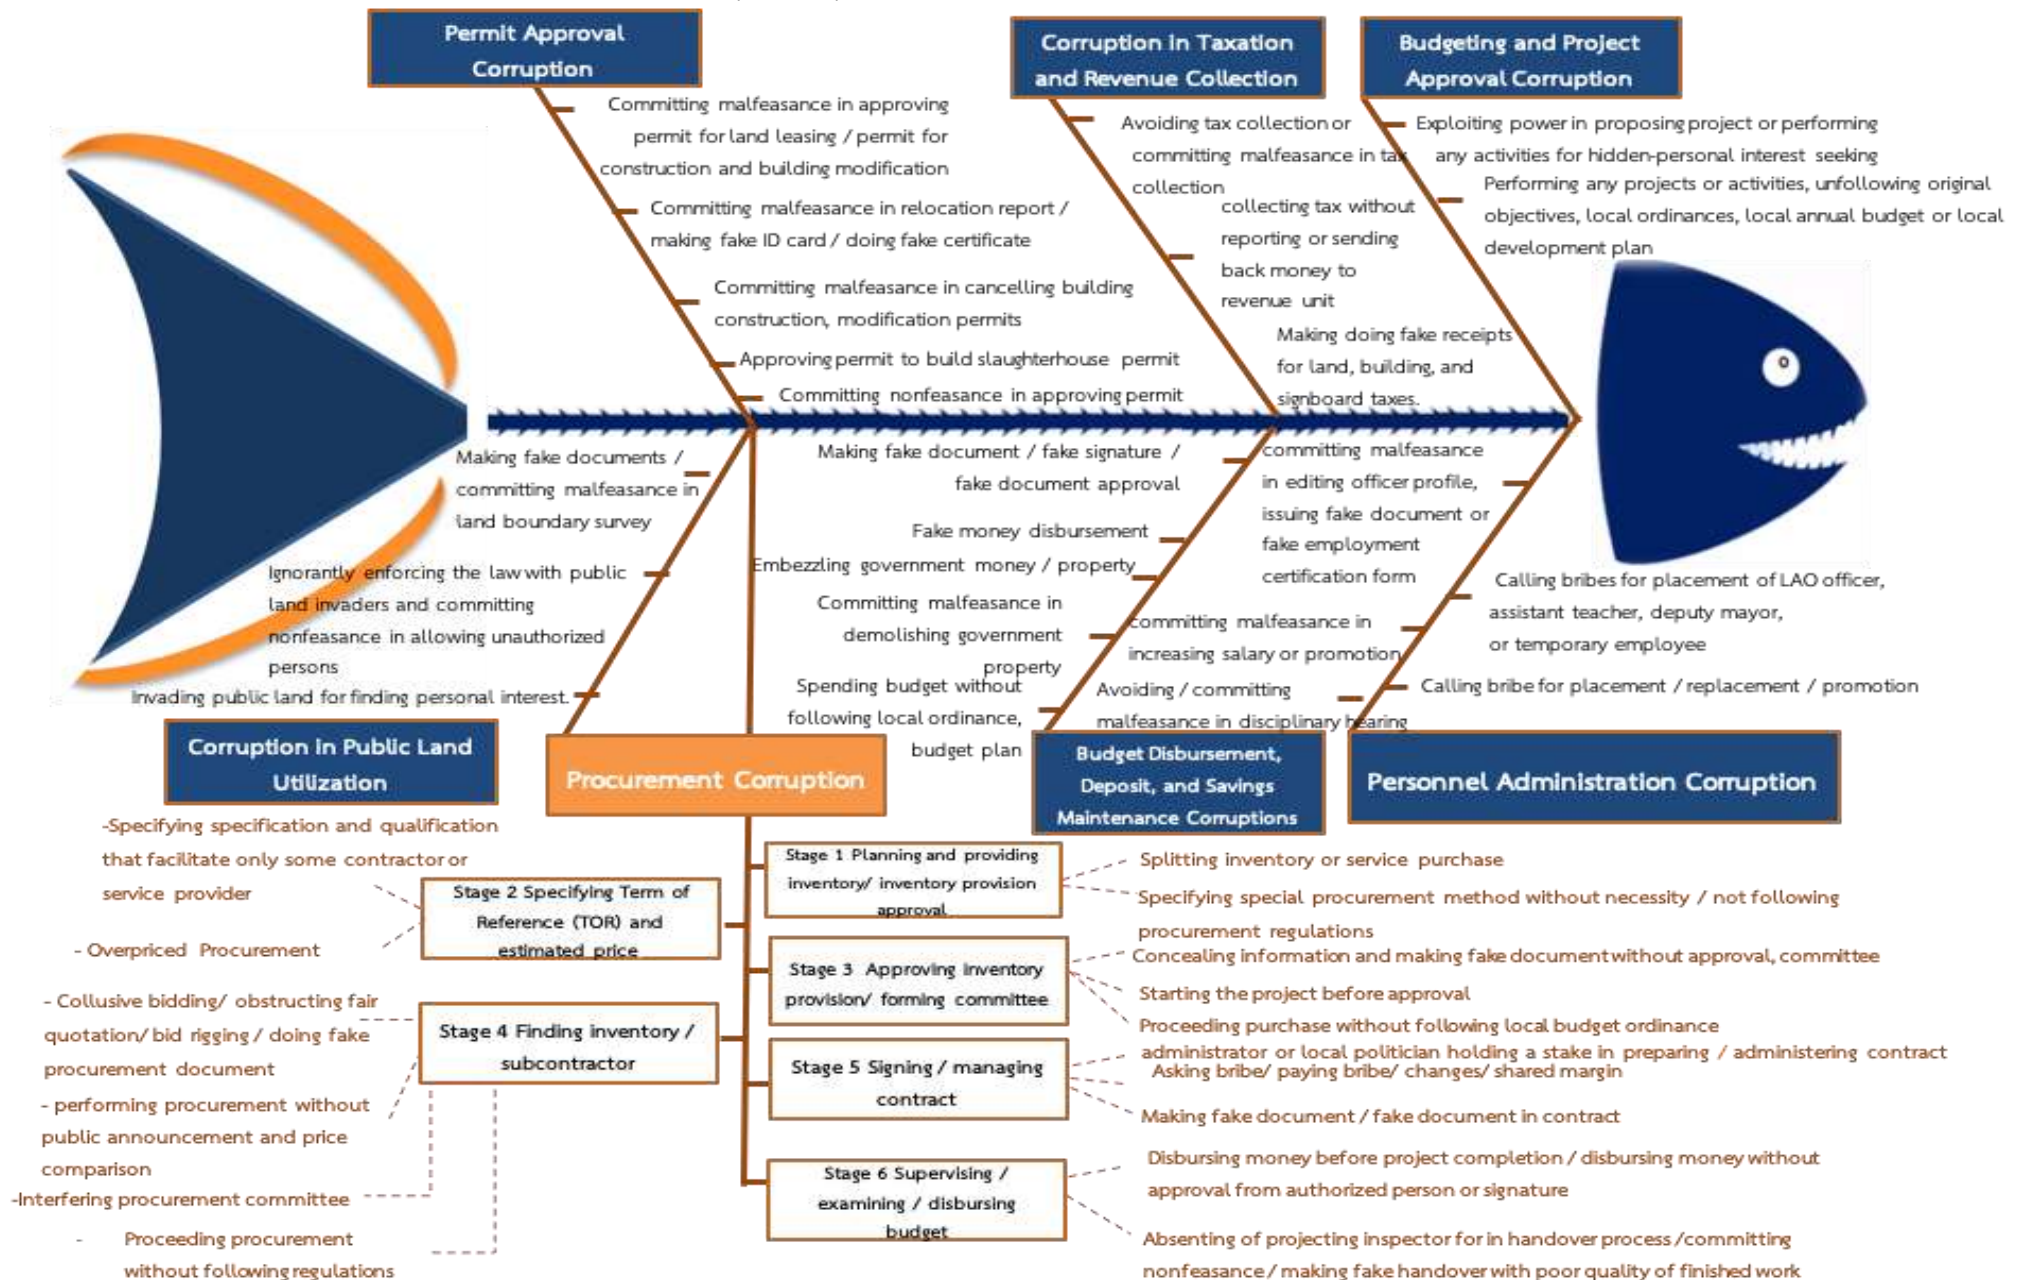 Permit Approval
Corruption
Corruption in Taxation
and Revenue Collection
Budgeting and Project
Approval Corruption
Committing malfeasance in approving
permit for land leasing / permit for
construction and building modification
Committing malfeasance in relocation report /
making fake ID card / doing fake certificate
Committing malfeasance in cancelling building
construction, modification permits
Approving permit to build slaughterhouse permit
Committing nonfeasance in approving permit
Avoiding tax collection or
committing malfeasance in tax
collection
collecting tax without
reporting or sending
back money to
revenue unit
Making doing fake receipts
for land, building, and
signboard taxes.
Exploiting power in proposing project or performing
any activities for hidden-personal interest seeking
Performing any projects or activities, unfollowing original
objectives, local ordinances, local annual budget or local
development plan
Making fake documents /
committing malfeasance in
land boundary survey
Ignorantly enforcing the law with public
land invaders and committing
nonfeasance in allowing unauthorized
persons
Invading public land for finding personal interest.
Making fake document / fake signature /
fake document approval
Fake money disbursement
Embezzling government money / property
Committing malfeasance in
demolishing government
property
Spending budget without
following local ordinance,
budget plan
committing malfeasance
in editing officer profile,
issuing fake document or
fake employment
certification form
committing malfeasance in
increasing salary or promotion
Avoiding / committing
malfeasance in disciplinary hearing
Calling bribes for placement of LAO officer,
assistant teacher, deputy mayor,
or temporary employee
Calling bribe for placement / replacement / promotion
Corruption in Public Land
Utilization
Procurement Corruption
Budget Disbursement,
Deposit, and Savings
Maintenance Corruptions
Personnel Administration Corruption
Stage 1 Planning and providing
inventory/ inventory provision
approval
Splitting inventory or service purchase
Specifying special procurement method without necessity / not following
procurement regulations
-Specifying specification and qualification
that facilitate only some contractor or
service provider
- Overpriced Procurement
Stage 2 Specifying Term of
Reference (TOR) and
estimated price
Stage 3 Approving inventory
provision/ forming committee
Concealing information and making fake document without approval, committee
Starting the project before approval
Proceeding purchase without following local budget ordinance
- Collusive bidding/ obstructing fair
quotation/ bid rigging / doing fake
procurement document
- performing procurement without
public announcement and price
comparison
-Interfering procurement committee
- Proceeding procurement
without following regulations
Stage 4 Finding inventory /
subcontractor
Stage 5 Signing / managing
contract
administrator or local politician holding a stake in preparing / administering contract
Asking bribe/ paying bribe/ changes/ shared margin
Making fake document / fake document in contract
Stage 6 Supervising /
examining / disbursing
budget
Disbursing money before project completion / disbursing money without
approval from authorized person or signature
Absenting of projecting inspector for in handover process /committing
nonfeasance / making fake handover with poor quality of finished work